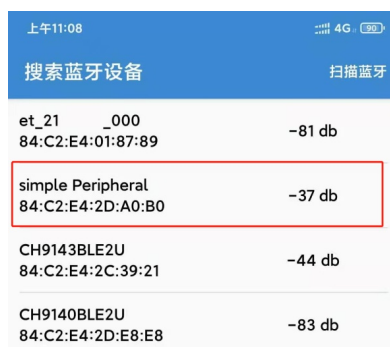 上午11:08 4G 90
搜索蓝牙设备 扫描蓝牙
et_21 _000 -81 db
84:C2:E4:01:87:89
simple Peripheral -37 db
84:C2:E4:2D:A0:B0
CH9143BLE2U -44 db
84:C2:E4:2C:39:21
CH9140BLE2U -83 db
84:C2:E4:2D:E8:E8